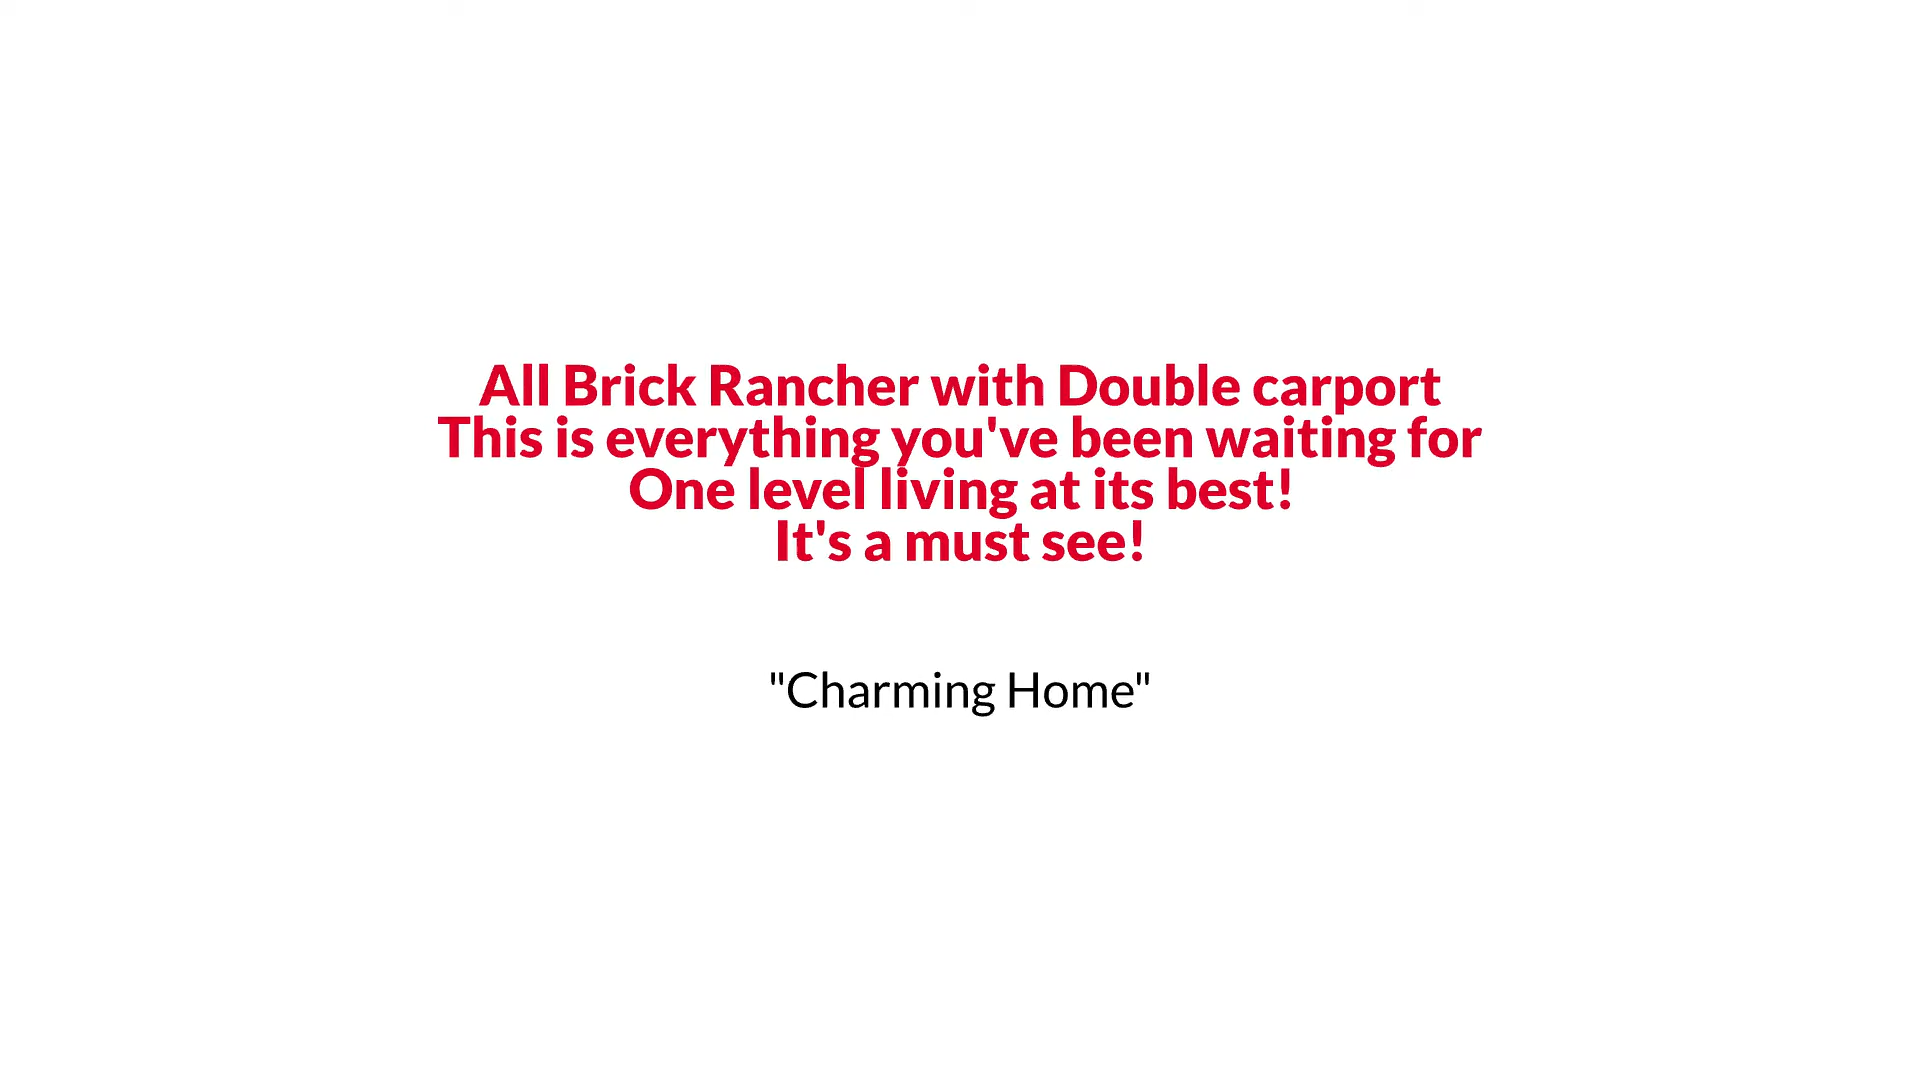 All Brick Rancher with Double carport
This is everything you've been waiting for
One level living at its best!
It's a must see!
"Charming Home"